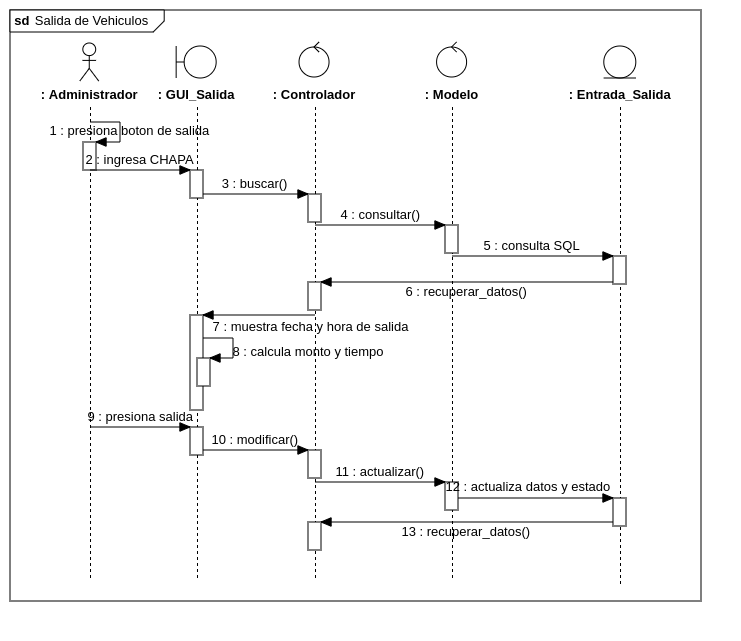 sd Salida de Vehiculos
: Administrador
: GUI_Salida
: Controlador
: Modelo
: Entrada_Salida
1 : presiona boton de salida
2 : ingresa CHAPA
3 : buscar()
4 : consultar()
5 : consulta SQL
6 : recuperar_datos()
7 : muestra fecha y hora de salida
8 : calcula monto y tiempo
9 : presiona salida
10 : modificar()
11 : actualizar()
12 : actualiza datos y estado
13 : recuperar_datos()